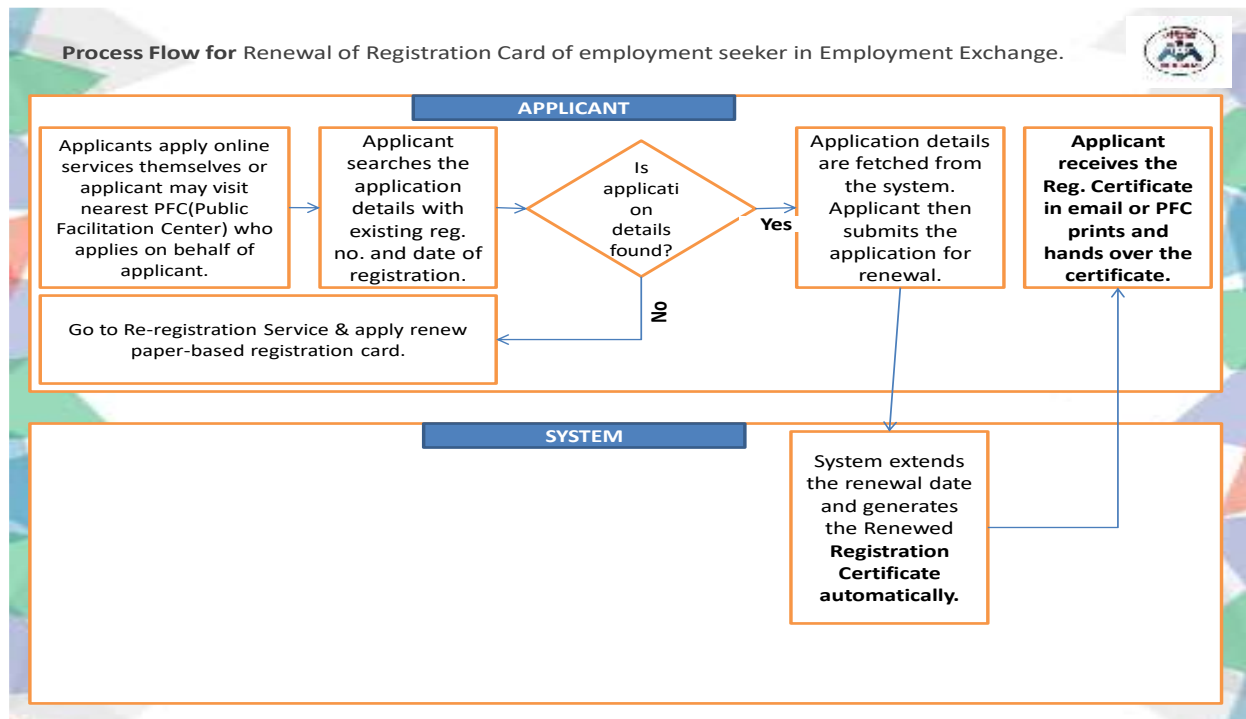 Process Flow for Renewal of Registration Card of employment seeker in Employment Exchange.
APPLICANT
Applicants apply online
services themselves or
applicant may visit
nearest PFC(Public
Facilitation Center) who
applies on behalf of
applicant.
Applicant
searches the
application
details with
existing reg.
no. and date of
registration.
Is
applicati
on
details
found?
Yes
Application details
are fetched from
the system.
Applicant then
submits the
application for
renewal.
Applicant
receives the
Reg. Certificate
in email or PFC
prints and
hands over the
certificate.
No
Go to Re-registration Service & apply renew
paper-based registration card.
SYSTEM
System extends
the renewal date
and generates
the Renewed
Registration
Certificate
automatically.